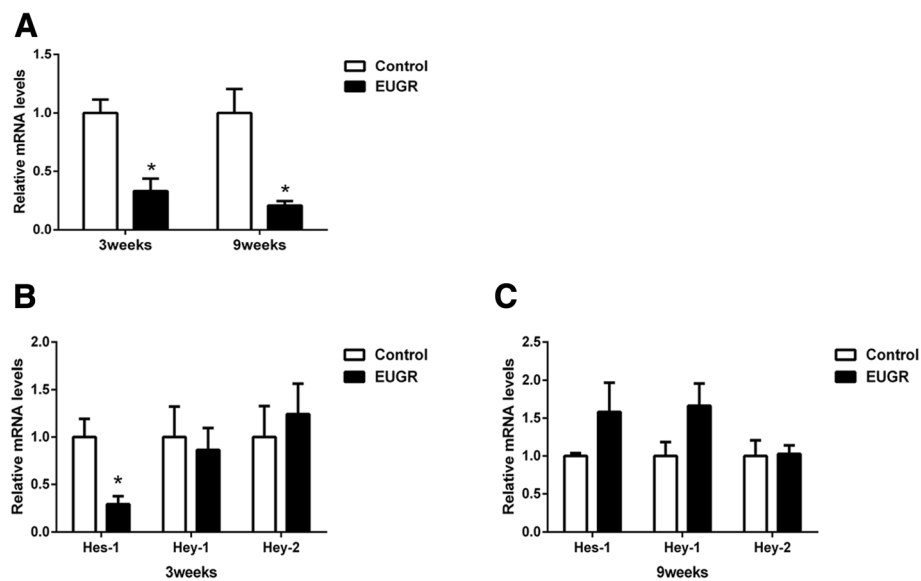 A
Relative mRNA levels
1.5
1.0
0.5
0.0
*
*
3weeks
9weeks
Control
EUGR
B
Relative mRNA levels
2.0
1.5
1.0
0.5
0.0
*
Hes-1
Hey-1
Hey-2
3weeks
Control
EUGR
C
Relative mRNA levels
2.5
2.0
1.5
1.0
0.5
0.0
Hes-1
Hey-1
Hey-2
9weeks
Control
EUGR